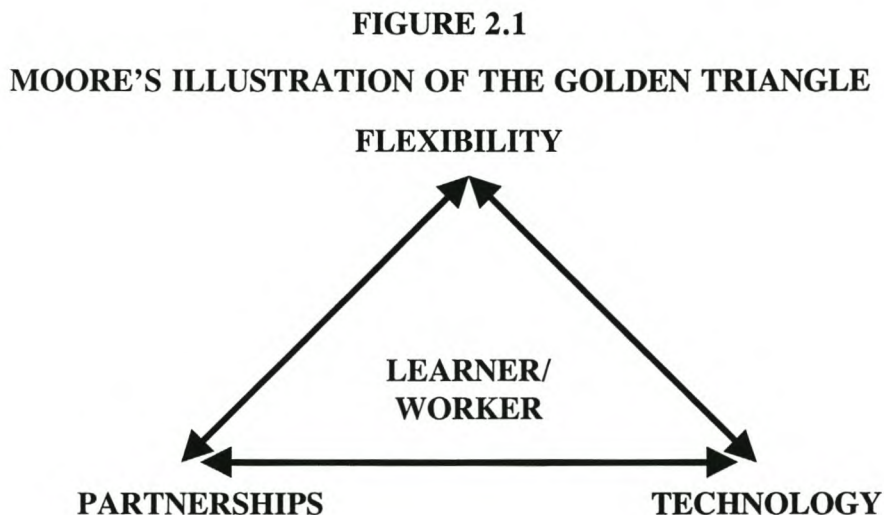 FIGURE 2.1
MOORE'S ILLUSTRATION OF THE GOLDEN TRIANGLE
FLEXIBILITY
LEARNER/
WORKER
PARTNERSHIPS TECHNOLOGY